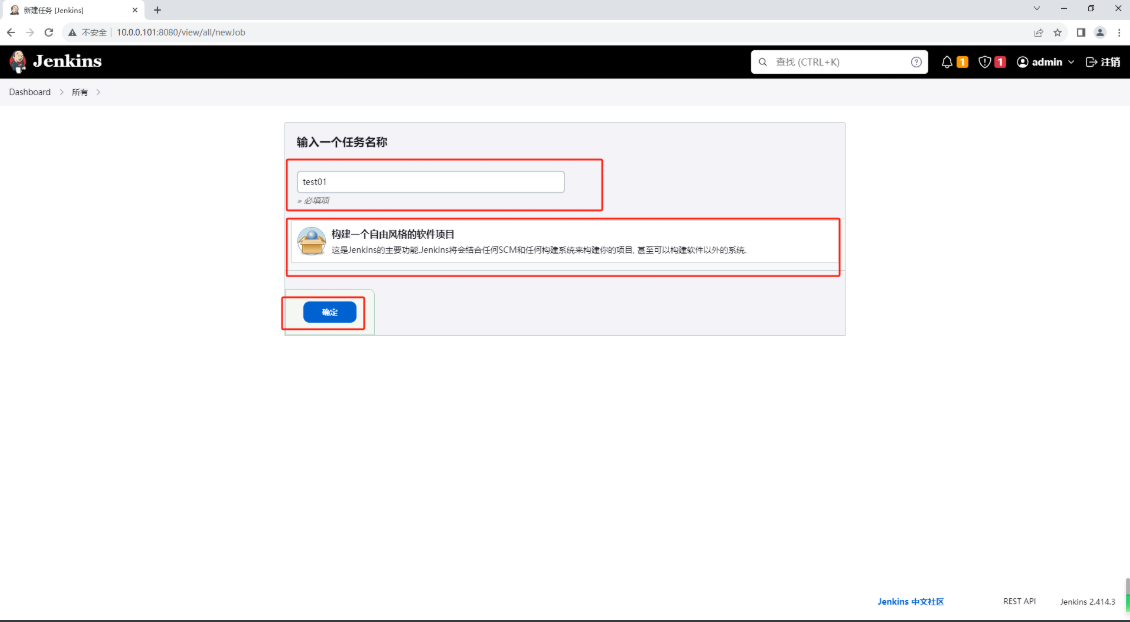 新建任务 [Jenkins]
不安全 10.0.0.101:8080/view/all/newJob
Jenkins
查找 (CTRL+K)
1
1
admin
注销
Dashboard
所有
输入一个任务名称
test01
» 必填项
构建一个自由风格的软件项目
这是Jenkins的主要功能.Jenkins将会结合任何SCM和任何构建系统来构建你的项目, 甚至可以构建软件以外的系统.
确定
Jenkins 中文社区
REST API
Jenkins 2.414.3